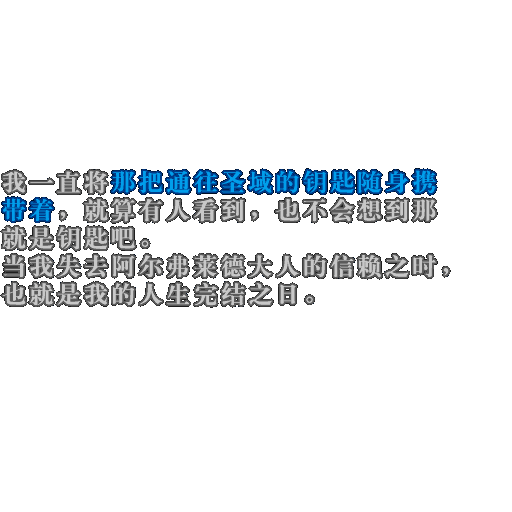 我一直将那把通往圣域的钥匙随身携
带着，就算有人看到，也不会想到那
就是钥匙吧。
当我失去阿尔弗莱德大人的信赖之时，
也就是我的人生完结之日。